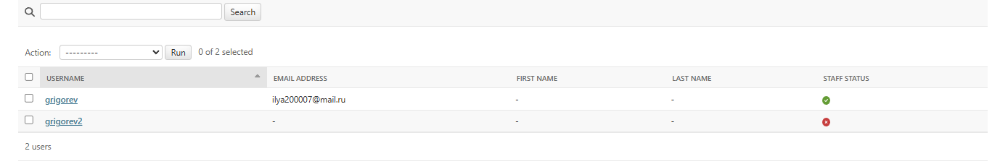 Search
Action: --------- Run 0 of 2 selected
USERNAME EMAIL ADDRESS FIRST NAME LAST NAME STAFF STATUS
grigorev ilya200007@mail.ru - -
grigorev2 - - -
2 users